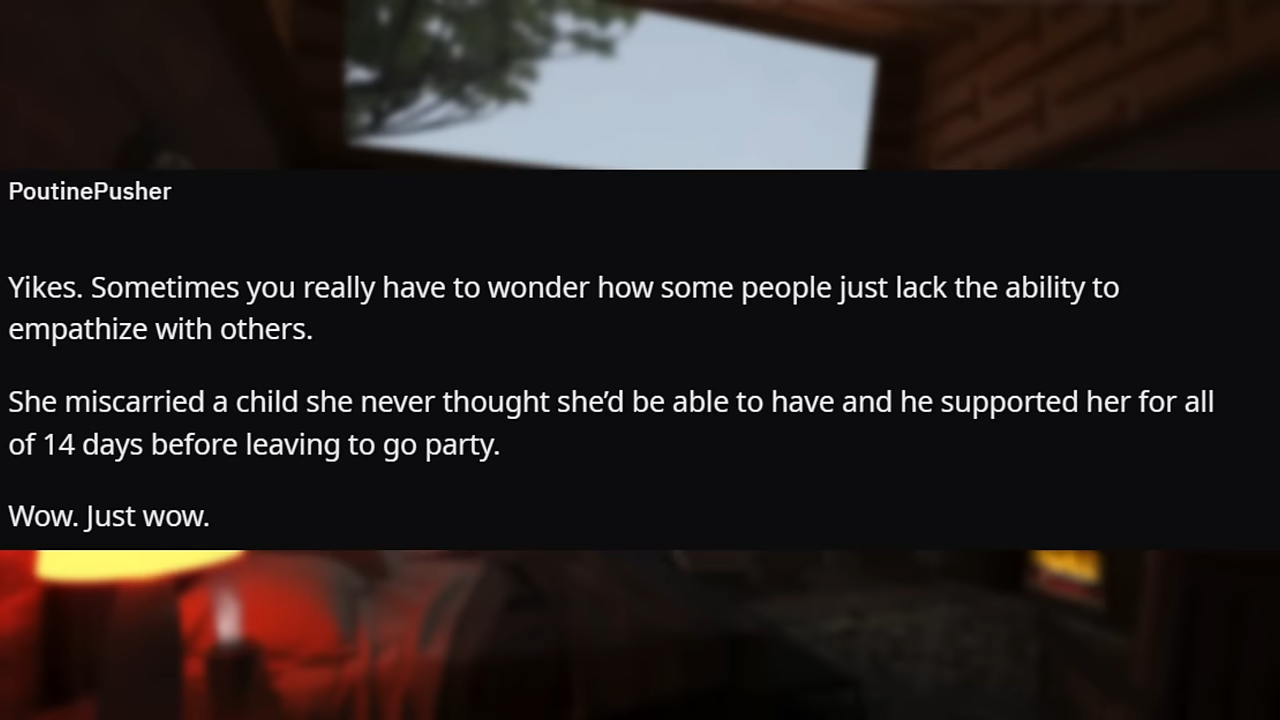 PoutinePusher
Yikes. Sometimes you really have to wonder how some people just lack the ability to
empathize with others.
She miscarried a child she never thought she’d be able to have and he supported her for all
of 14 days before leaving to go party.
Wow. Just wow.